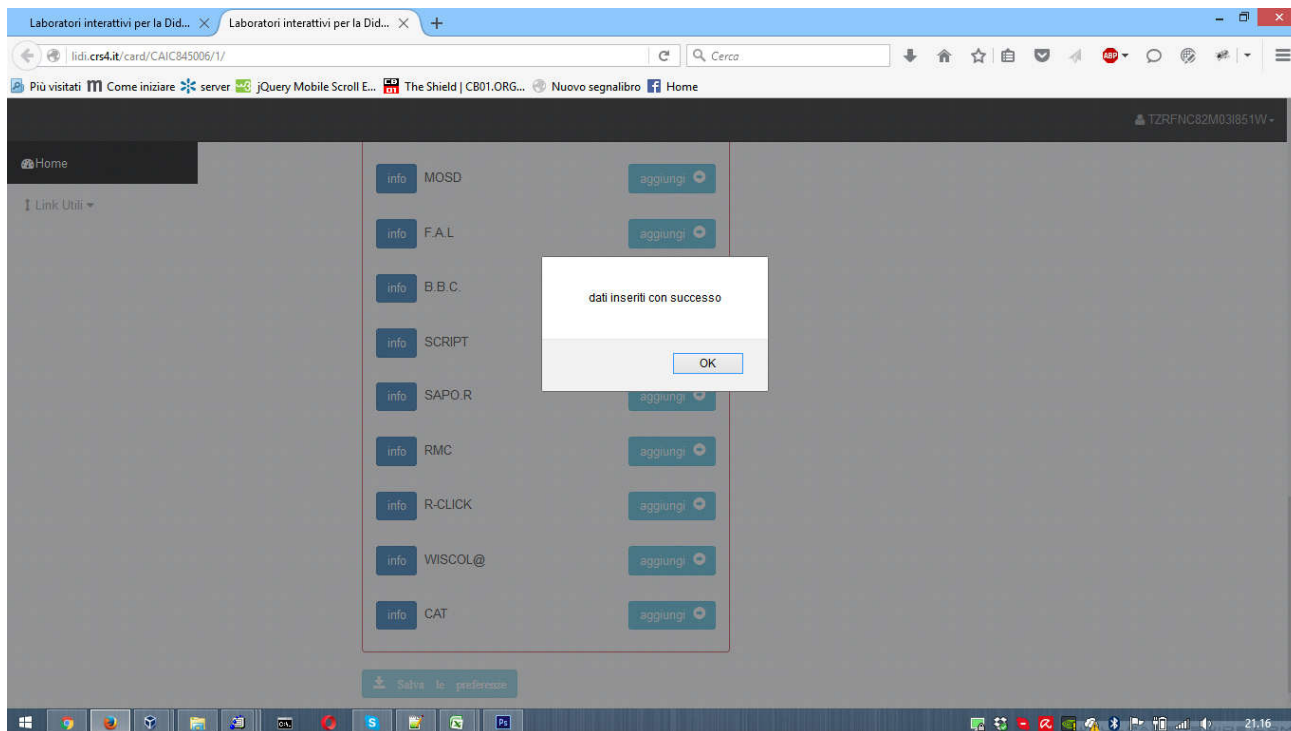 Laboratori interattivi per la Did... Laboratori interattivi per la Did...
lidi.crs4.it/card/CAIC845006/1/ Cerca ABP
Più visitati Come iniziare server jQuery Mobile Scroll E... The Shield | CB01.ORG... Nuovo segnalibro Home
TZRFNC82M03I851W
Home
Link Utili
info MOSD aggiungi
info F.A.L aggiungi
info B.B.C.
dati inseriti con successo
info SCRIPT
OK
info SAPO.R aggiungi
info RMC aggiungi
info R-CLICK aggiungi
info WISCOL@ aggiungi
info CAT aggiungi
Salva le preferenze
21.16